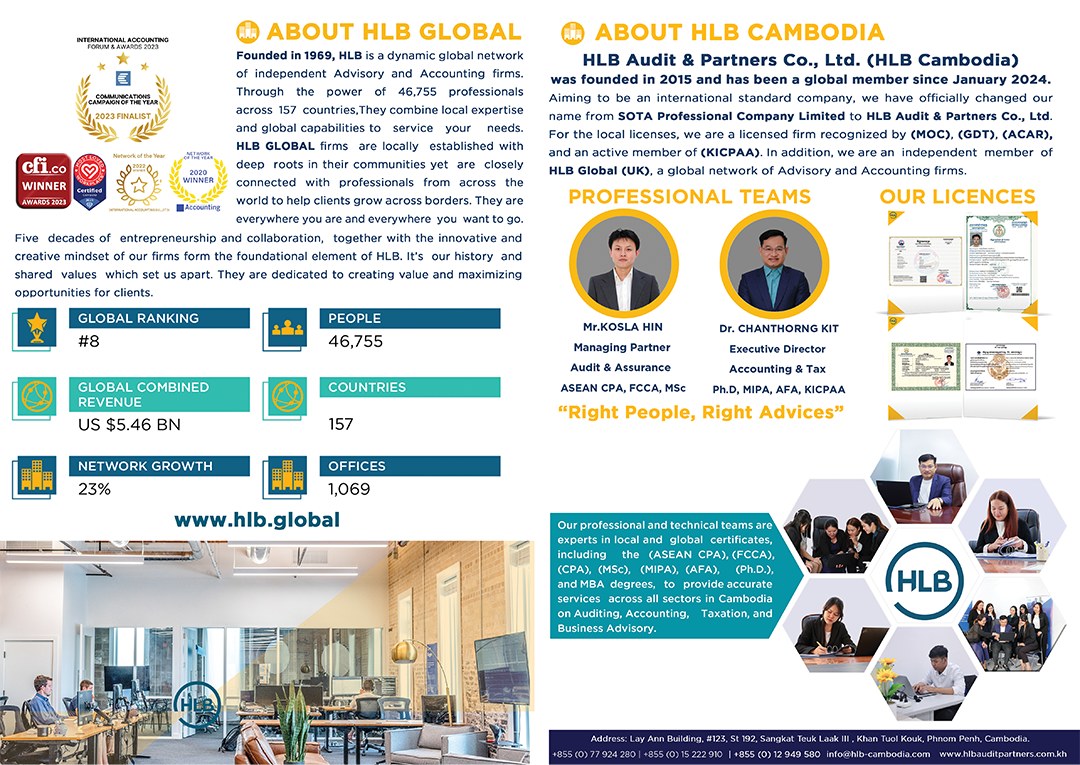 INTERNATIONAL ACCOUNTING
FORUM & AWARDS 2023
COMMUNICATIONS
CAMPAIGN OF THE YEAR
2023 FINALIST
cfi.co
WINNER
AWARDS 2023
Certified
Network of the Year
2022
NETWORK
OF THE YEAR
2020
WINNER
Accounting
ABOUT HLB GLOBAL
Founded in 1969, HLB is a dynamic global network
of independent Advisory and Accounting firms.
Through the power of 46,755 professionals
across 157 countries,They combine local expertise
and global capabilities to service your needs.
HLB GLOBAL firms are locally established with
deep roots in their communities yet are closely
connected with professionals from across the
world to help clients grow across borders. They are
everywhere you are and everywhere you want to go.
Five decades of entrepreneurship and collaboration, together with the innovative and
creative mindset of our firms form the foundational element of HLB. It's our history and
shared values which set us apart. They are dedicated to creating value and maximizing
opportunities for clients.
GLOBAL RANKING
#8
PEOPLE
46,755
GLOBAL COMBINED
REVENUE
US $5.46 BN
COUNTRIES
157
NETWORK GROWTH
23%
OFFICES
1,069
www.hlb.global
HLB
ABOUT HLB CAMBODIA
HLB Audit & Partners Co., Ltd. (HLB Cambodia)
was founded in 2015 and has been a global member since January 2024.
Aiming to be an international standard company, we have officially changed our
name from SOTA Professional Company Limited to HLB Audit & Partners Co., Ltd.
For the local licenses, we are a licensed firm recognized by (MOC), (GDT), (ACAR),
and an active member of (KICPAA). In addition, we are an independent member of
HLB Global (UK), a global network of Advisory and Accounting firms.
PROFESSIONAL TEAMS
OUR LICENCES
Mr.KOSLA HIN
Managing Partner
Audit & Assurance
ASEAN CPA, FCCA, MSc
Dr. CHANTHORNG KIT
Executive Director
Accounting & Tax
Ph.D, MIPA, AFA, KICPAA
"Right People, Right Advices"
Our professional and technical teams are
experts in local and global certificates,
including the (ASEAN CPA), (FCCA),
(CPA), (MSc), (MIPA), (AFA), (Ph.D.),
and MBA degrees, to provide accurate
services across all sectors in Cambodia
on Auditing, Accounting, Taxation, and
Business Advisory.
HLB
Address: Lay Ann Building, #123, St 192, Sangkat Teuk Laak III , Khan Tuol Kouk, Phnom Penh, Cambodia.
+855 (0) 77 924 280 | +855 (0) 15 222 910 | +855 (0) 12 949 580 info@hlb-cambodia.com www.hlbauditpartners.com.kh